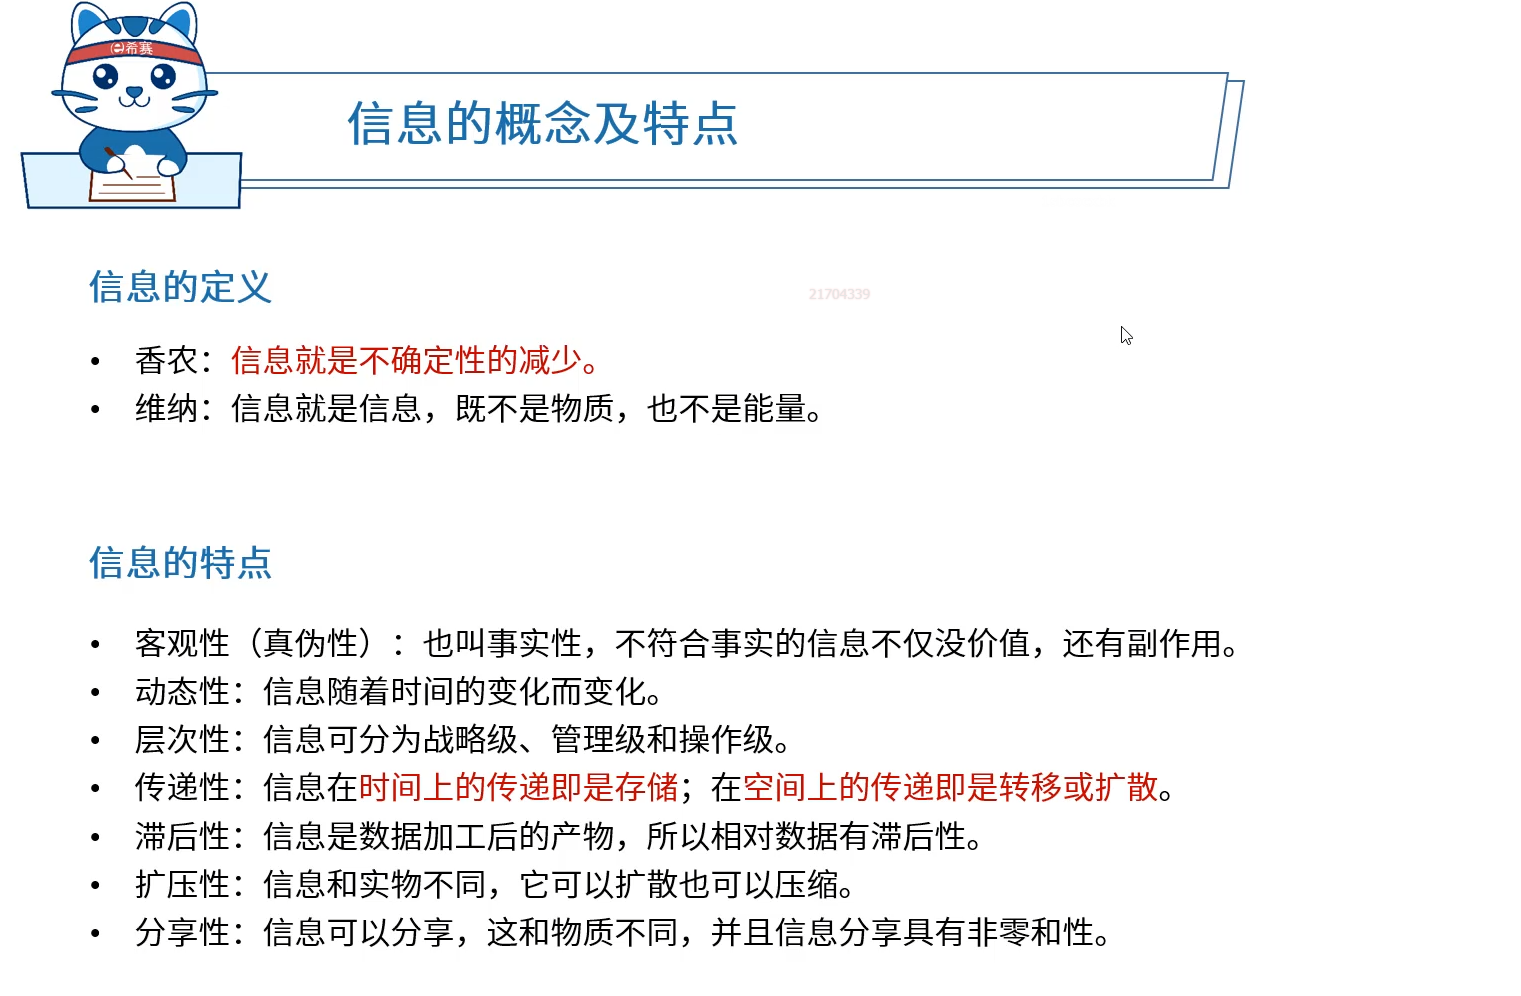 希赛
信息的概念及特点
信息的定义
21704339
• 香农：信息就是不确定性的减少。
• 维纳：信息就是信息，既不是物质，也不是能量。
信息的特点
• 客观性（真伪性）：也叫事实性，不符合事实的信息不仅没价值，还有副作用。
• 动态性：信息随着时间的变化而变化。
• 层次性：信息可分为战略级、管理级和操作级。
• 传递性：信息在时间上的传递即是存储；在空间上的传递即是转移或扩散。
• 滞后性：信息是数据加工后的产物，所以相对数据有滞后性。
• 扩压性：信息和实物不同，它可以扩散也可以压缩。
• 分享性：信息可以分享，这和物质不同，并且信息分享具有非零和性。